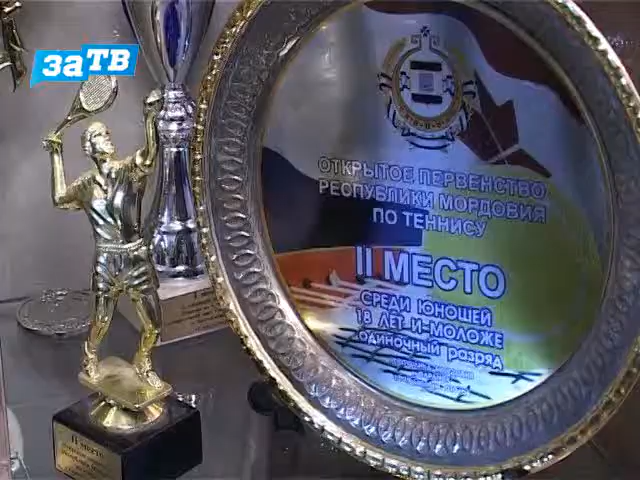 заТВ
ОТКРЫТОЕ ПЕРВЕНСТВО
РЕСПУБЛИКИ МОРДОВИЯ
ПО ТЕННИСУ
II МЕСТО
СРЕДИ ЮНОШЕЙ
18 ЛЕТ И МОЛОЖЕ
одиночный разряд
II место